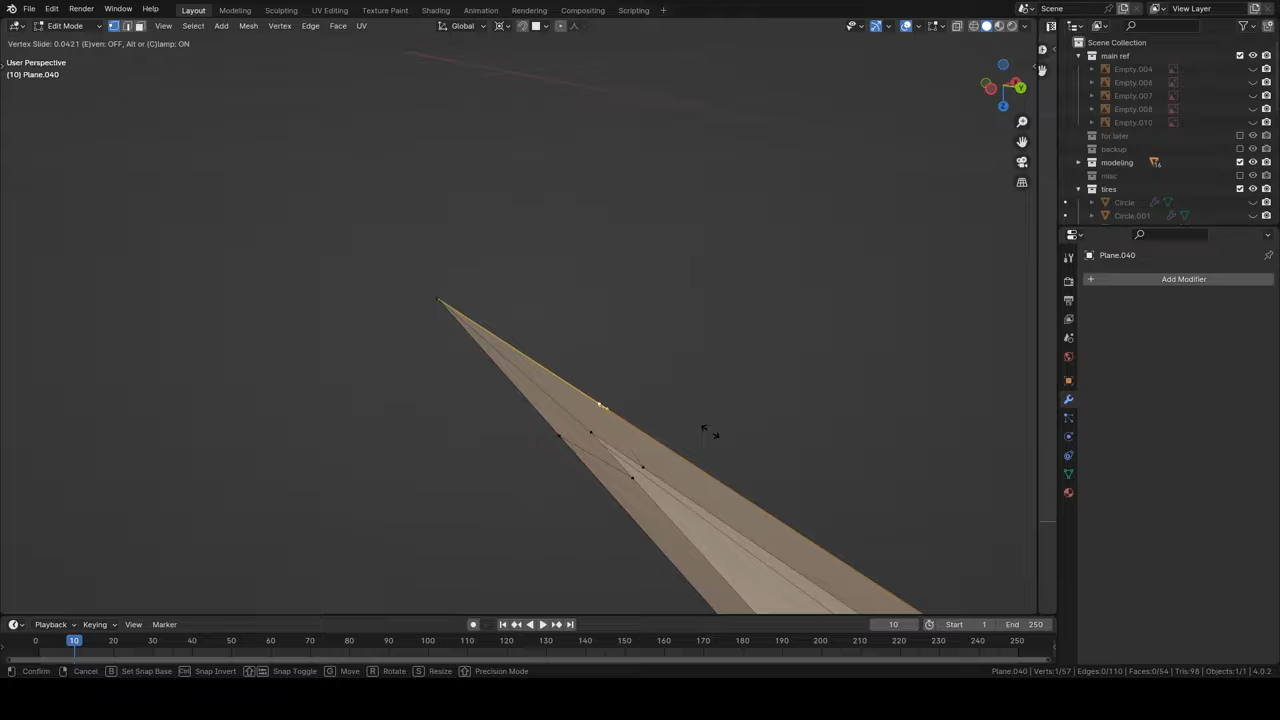 File Edit Render Window Help Layout Modeling Sculpting UV Editing Texture Paint Shading Animation Rendering Compositing Scripting + Scene View Layer
Edit Mode View Select Add Mesh Vertex Edge Face UV Global
Vertex Slide: 0.0421 (E)ven: OFF, Alt or (C)lamp: ON
User Perspective
(10) Plane.040
Y
Z
Scene Collection
main ref
Empty.004
Empty.006
Empty.007
Empty.008
Empty.010
for later
backup
modeling 16
misc
tires
Circle
Circle.001
Plane.040
+ Add Modifier
Playback Keying View Marker 10 Start 1 End 250
0 10 20 30 40 50 60 70 80 90 100 110 120 130 140 150 160 170 180 190 200 210 220 230 240 250
Confirm Cancel B Set Snap Base Ctrl Snap Invert Snap Toggle G Move R Rotate S Resize Precision Mode Plane.040 | Verts:1/57 | Edges:0/110 | Faces:0/54 | Tris:98 | Objects:1/1 | 4.0.2